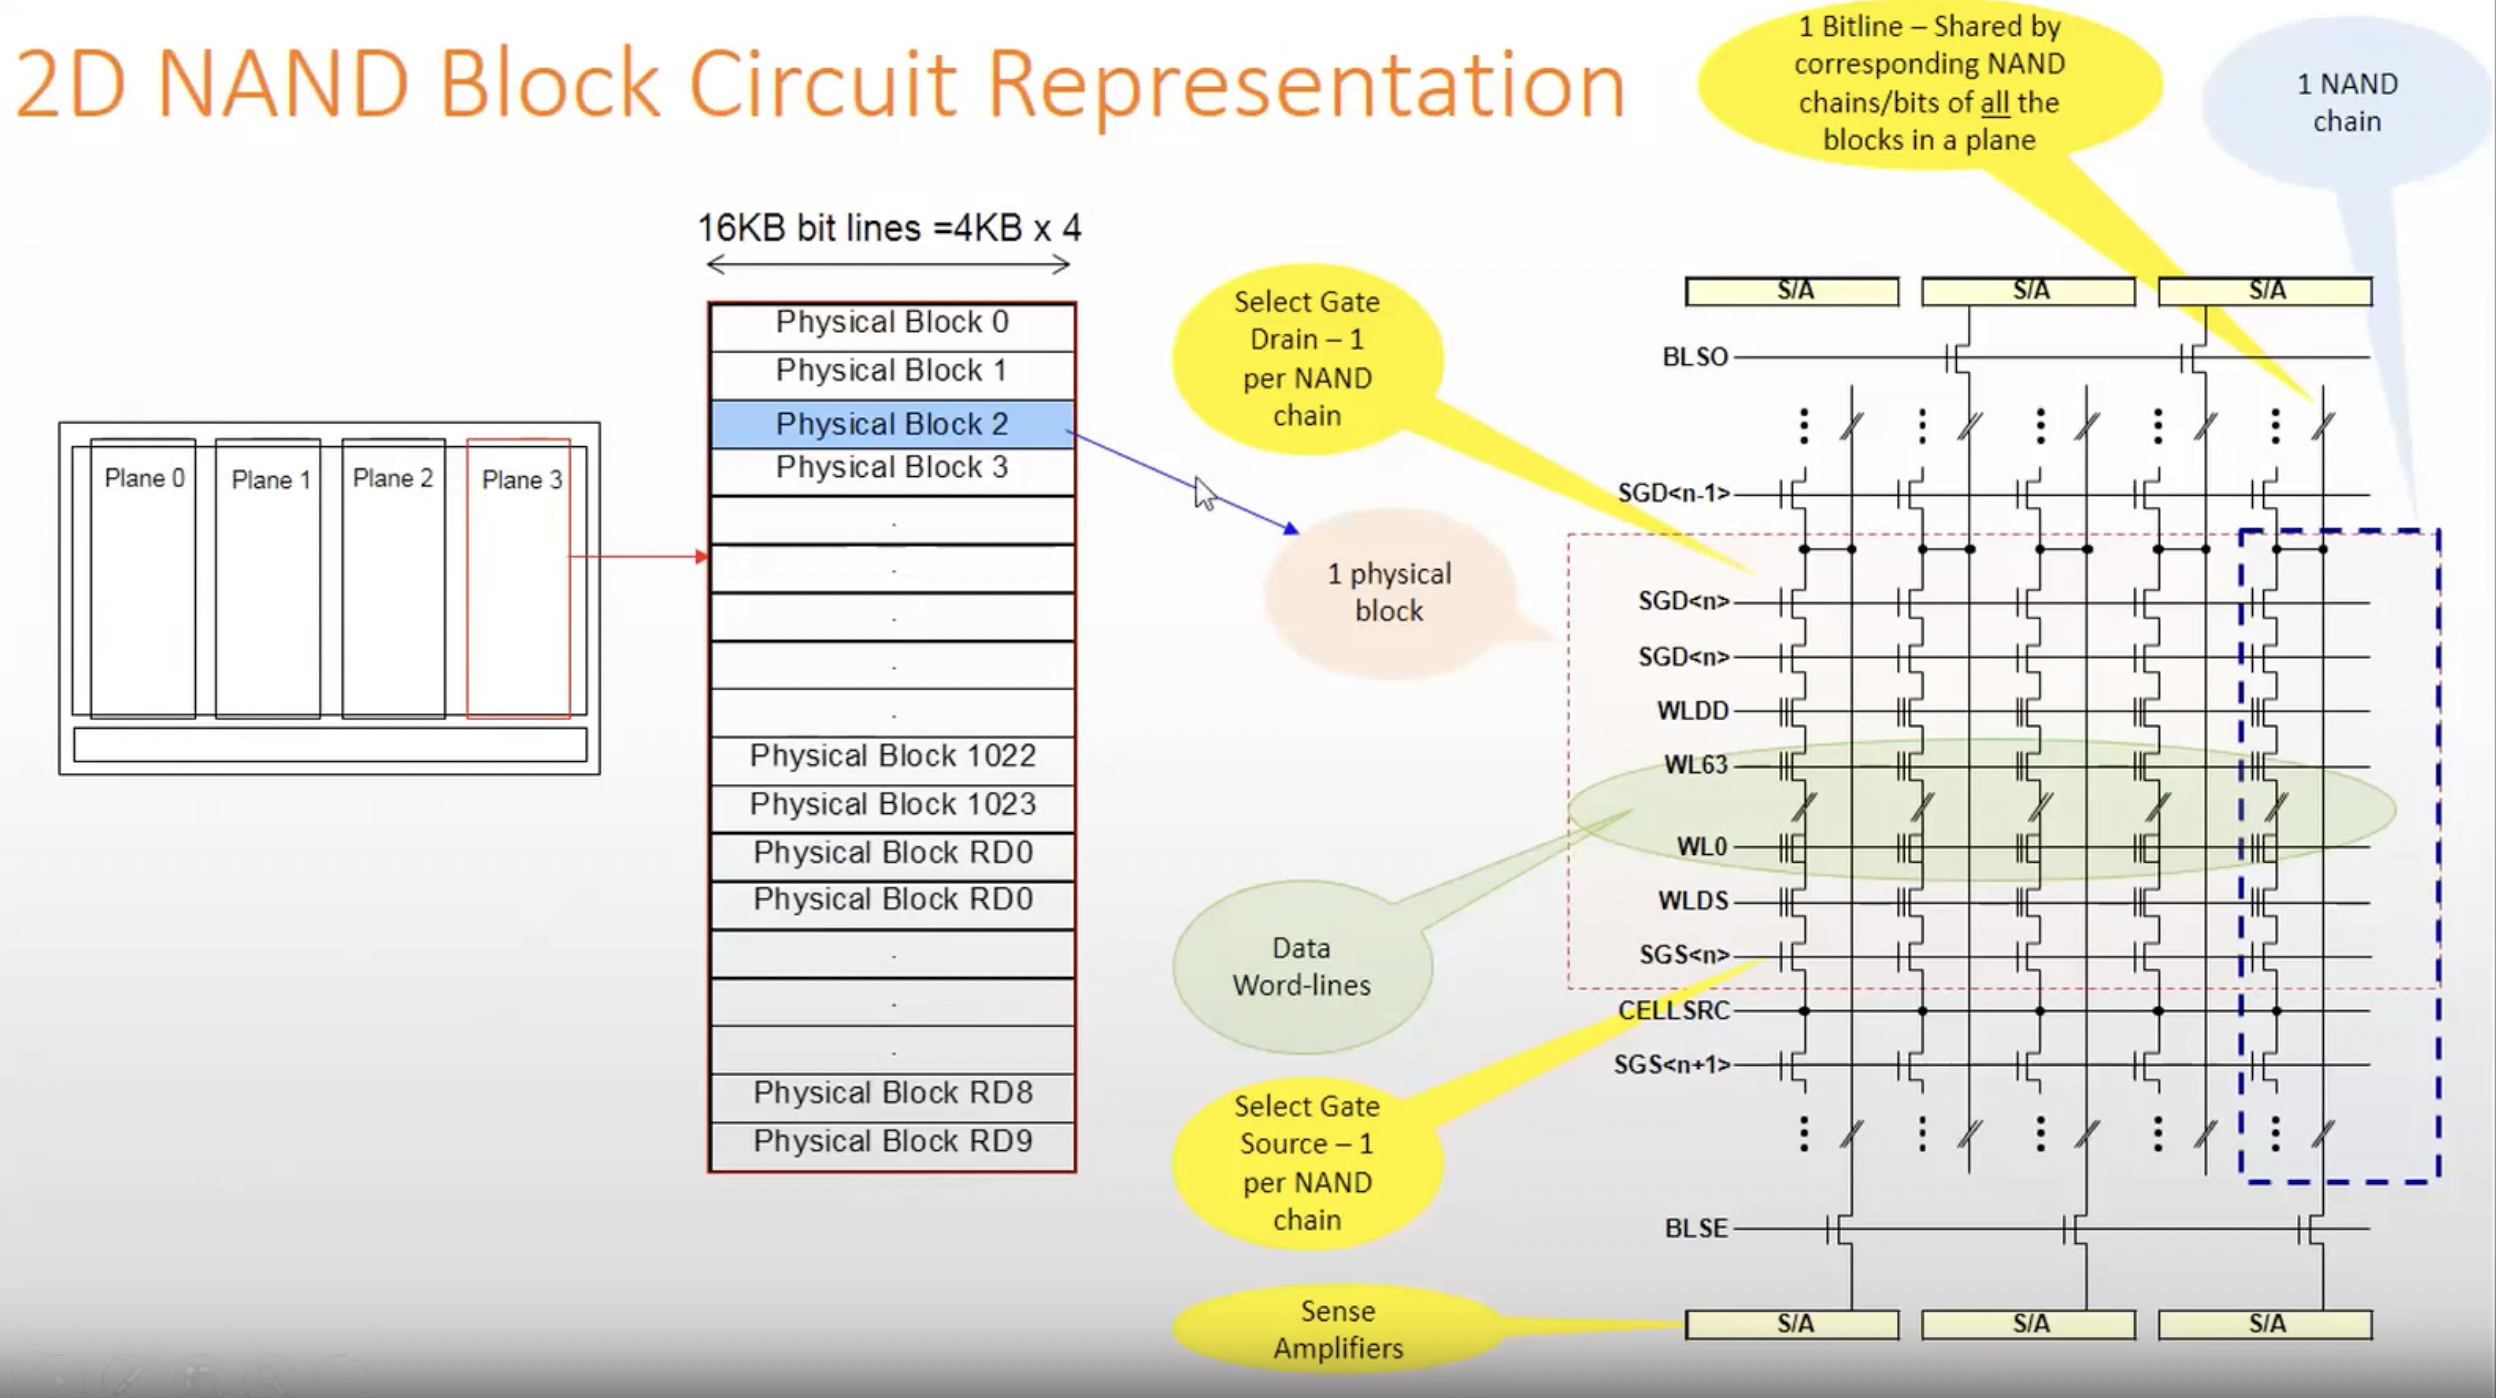 2D NAND Block Circuit Representation
1 Bitline – Shared by
corresponding NAND
chains/bits of all the
blocks in a plane
1 NAND
chain
16KB bit lines =4KB x 4
Plane 0
Plane 1
Plane 2
Plane 3
Physical Block 0
Physical Block 1
Physical Block 2
Physical Block 3
.
.
.
.
.
Physical Block 1022
Physical Block 1023
Physical Block RD0
Physical Block RD0
.
.
.
Physical Block RD8
Physical Block RD9
Select Gate
Drain – 1
per NAND
chain
1 physical
block
Data
Word-lines
Select Gate
Source – 1
per NAND
chain
Sense
Amplifiers
S/A S/A S/A
BLSO
SGD<n-1>
SGD<n>
SGD<n>
WLDD
WL63
WL0
WLDS
SGS<n>
CELLSRC
SGS<n+1>
BLSE
S/A S/A S/A